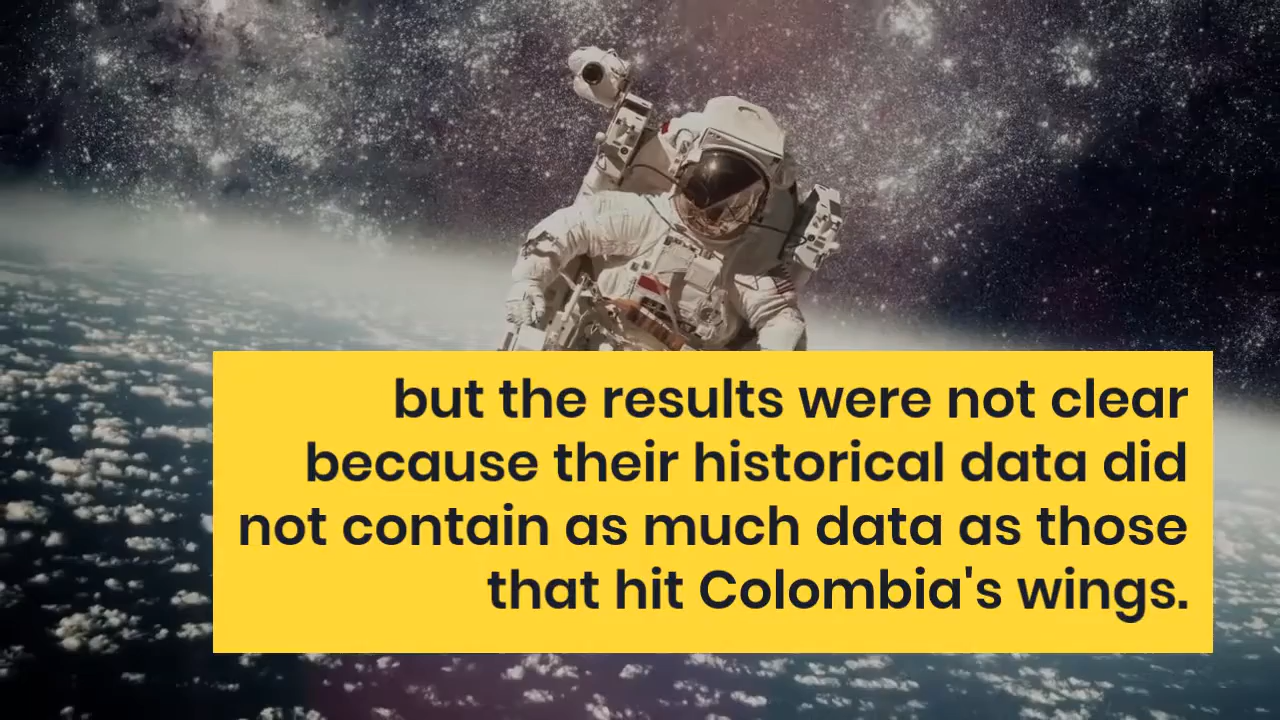 but the results were not clear
because their historical data did
not contain as much data as those
that hit Colombia's wings.